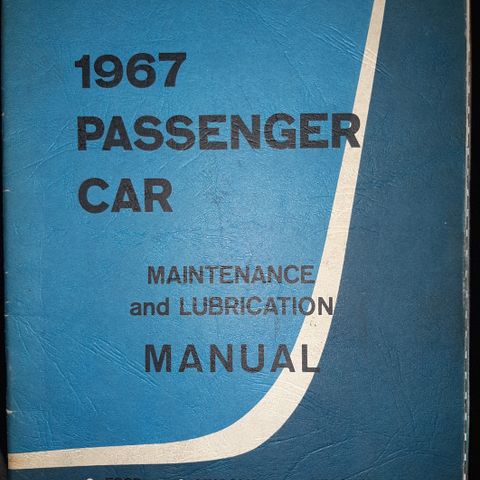 1967
PASSENGER
CAR
MAINTENANCE
and LUBRICATION
MANUAL